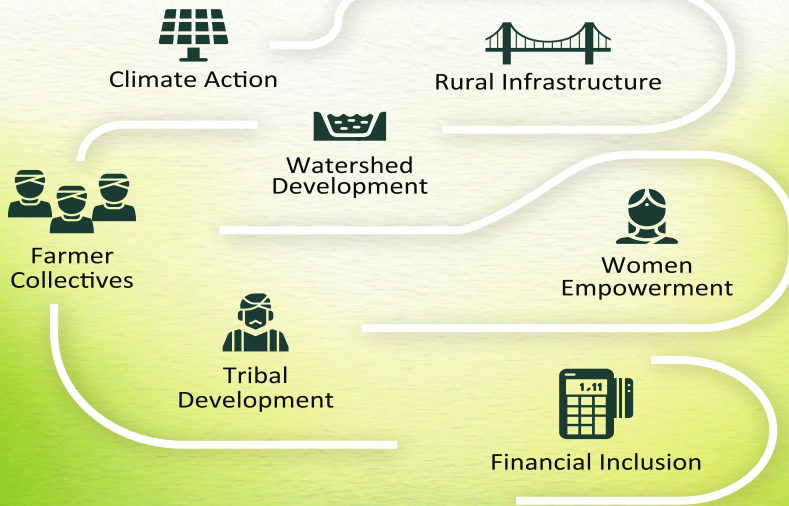 Climate Action
Rural Infrastructure
Watershed
Development
Farmer
Collectives
Women
Empowerment
Tribal
Development
1.11
Financial Inclusion